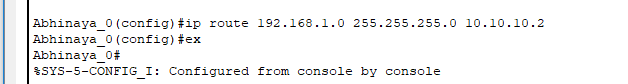 Abhinaya_0(config)#ip route 192.168.1.0 255.255.255.0 10.10.10.2
Abhinaya_0(config)#ex
Abhinaya_0#
%SYS-5-CONFIG_I: Configured from console by console